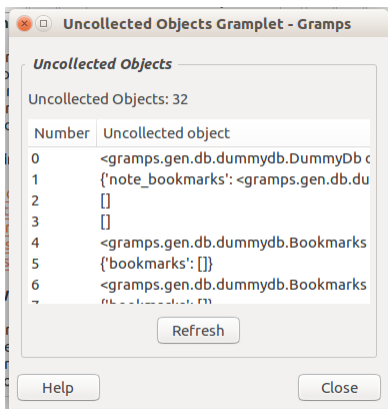 Uncollected Objects Gramplet - Gramps
Uncollected Objects
Uncollected Objects: 32
Number Uncollected object
0 <gramps.gen.db.dummydb.DummyDb
1 {'note_bookmarks': <gramps.gen.db.du
2 []
3 []
4 <gramps.gen.db.dummydb.Bookmarks
5 {'bookmarks': []}
6 <gramps.gen.db.dummydb.Bookmarks
Refresh
Help Close